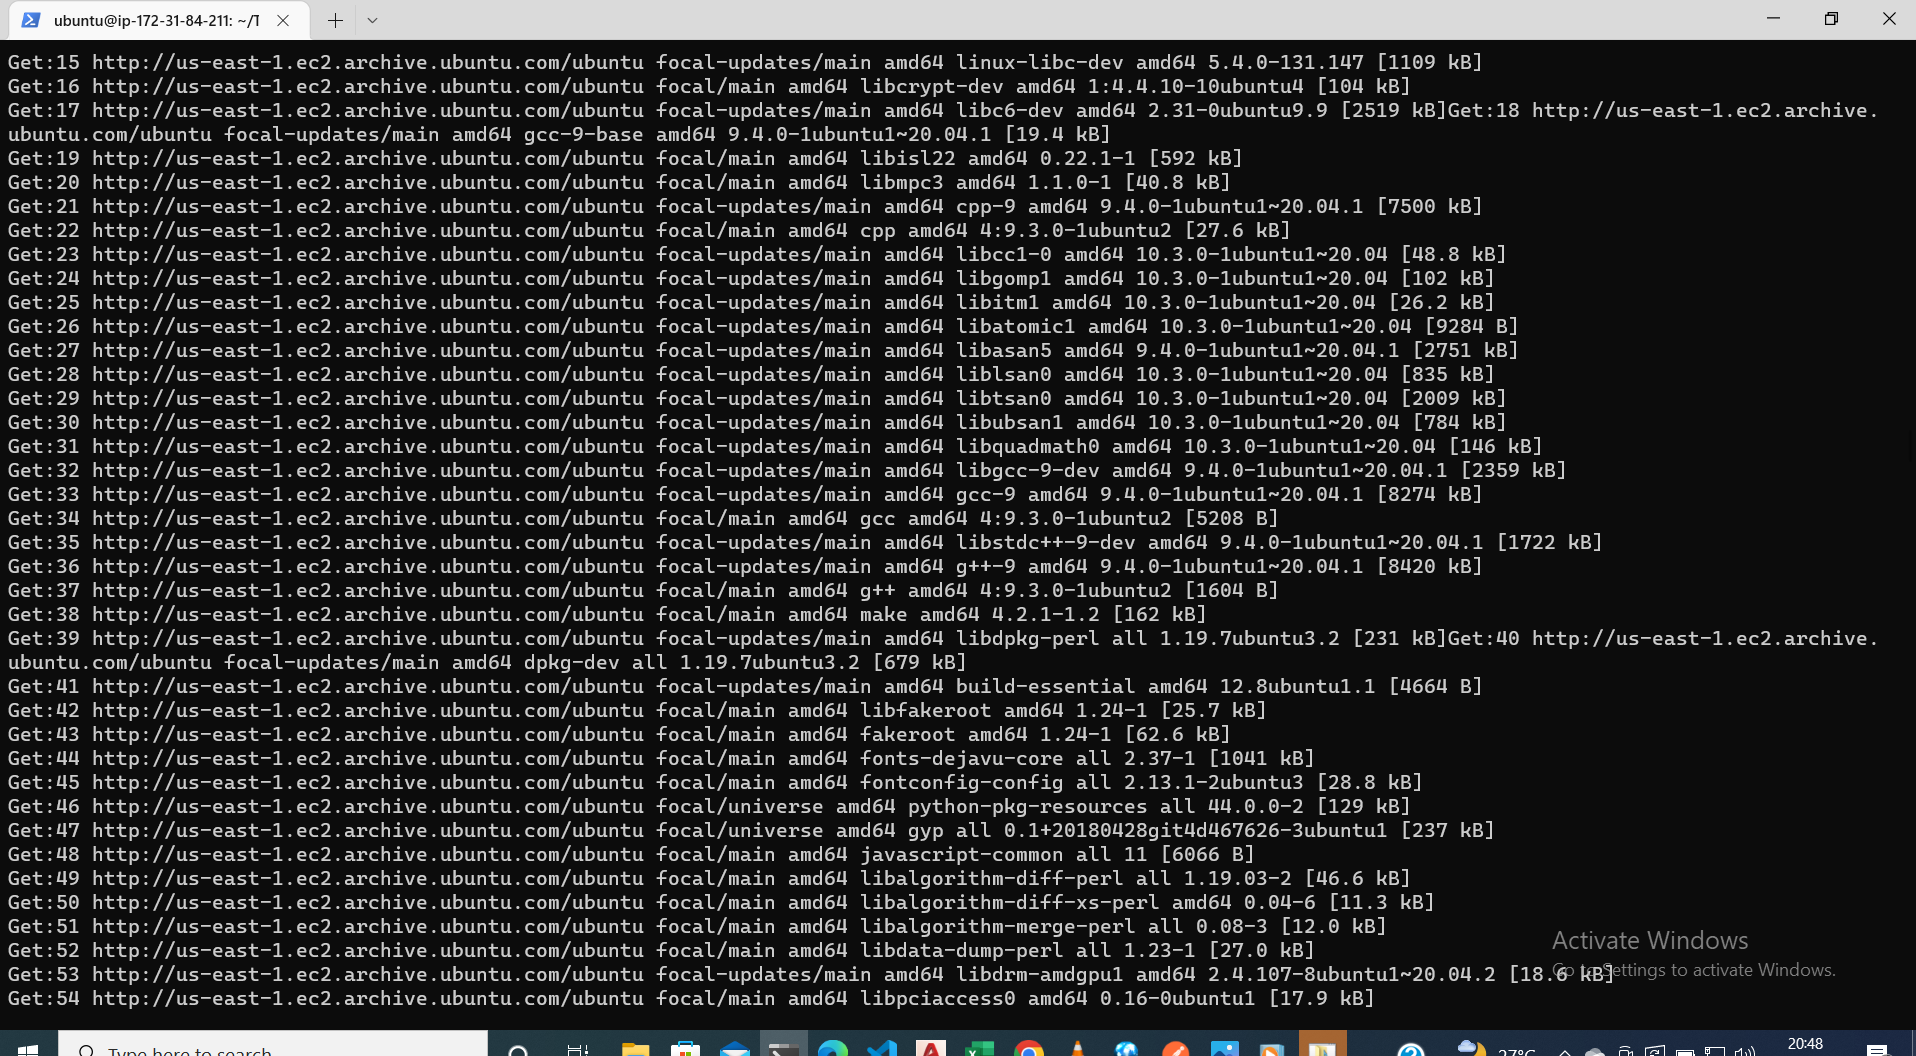 ubuntu@ip-172-31-84-211: ~/T
Get:15 http://us-east-1.ec2.archive.ubuntu.com/ubuntu focal-updates/main amd64 linux-libc-dev amd64 5.4.0-131.147 [1109 kB]
Get:16 http://us-east-1.ec2.archive.ubuntu.com/ubuntu focal/main amd64 libcrypt-dev amd64 1:4.4.10-10ubuntu4 [104 kB]
Get:17 http://us-east-1.ec2.archive.ubuntu.com/ubuntu focal-updates/main amd64 libc6-dev amd64 2.31-0ubuntu9.9 [2519 kB]Get:18 http://us-east-1.ec2.archive.
ubuntu.com/ubuntu focal-updates/main amd64 gcc-9-base amd64 9.4.0-1ubuntu1~20.04.1 [19.4 kB]
Get:19 http://us-east-1.ec2.archive.ubuntu.com/ubuntu focal/main amd64 libisl22 amd64 0.22.1-1 [592 kB]
Get:20 http://us-east-1.ec2.archive.ubuntu.com/ubuntu focal/main amd64 libmpc3 amd64 1.1.0-1 [40.8 kB]
Get:21 http://us-east-1.ec2.archive.ubuntu.com/ubuntu focal-updates/main amd64 cpp-9 amd64 9.4.0-1ubuntu1~20.04.1 [7500 kB]
Get:22 http://us-east-1.ec2.archive.ubuntu.com/ubuntu focal/main amd64 cpp amd64 4:9.3.0-1ubuntu2 [27.6 kB]
Get:23 http://us-east-1.ec2.archive.ubuntu.com/ubuntu focal-updates/main amd64 libcc1-0 amd64 10.3.0-1ubuntu1~20.04 [48.8 kB]
Get:24 http://us-east-1.ec2.archive.ubuntu.com/ubuntu focal-updates/main amd64 libgomp1 amd64 10.3.0-1ubuntu1~20.04 [102 kB]
Get:25 http://us-east-1.ec2.archive.ubuntu.com/ubuntu focal-updates/main amd64 libitm1 amd64 10.3.0-1ubuntu1~20.04 [26.2 kB]
Get:26 http://us-east-1.ec2.archive.ubuntu.com/ubuntu focal-updates/main amd64 libatomic1 amd64 10.3.0-1ubuntu1~20.04 [9284 B]
Get:27 http://us-east-1.ec2.archive.ubuntu.com/ubuntu focal-updates/main amd64 libasan5 amd64 9.4.0-1ubuntu1~20.04.1 [2751 kB]
Get:28 http://us-east-1.ec2.archive.ubuntu.com/ubuntu focal-updates/main amd64 liblsan0 amd64 10.3.0-1ubuntu1~20.04 [835 kB]
Get:29 http://us-east-1.ec2.archive.ubuntu.com/ubuntu focal-updates/main amd64 libtsan0 amd64 10.3.0-1ubuntu1~20.04 [2009 kB]
Get:30 http://us-east-1.ec2.archive.ubuntu.com/ubuntu focal-updates/main amd64 libubsan1 amd64 10.3.0-1ubuntu1~20.04 [784 kB]
Get:31 http://us-east-1.ec2.archive.ubuntu.com/ubuntu focal-updates/main amd64 libquadmath0 amd64 10.3.0-1ubuntu1~20.04 [146 kB]
Get:32 http://us-east-1.ec2.archive.ubuntu.com/ubuntu focal-updates/main amd64 libgcc-9-dev amd64 9.4.0-1ubuntu1~20.04.1 [2359 kB]
Get:33 http://us-east-1.ec2.archive.ubuntu.com/ubuntu focal-updates/main amd64 gcc-9 amd64 9.4.0-1ubuntu1~20.04.1 [8274 kB]
Get:34 http://us-east-1.ec2.archive.ubuntu.com/ubuntu focal/main amd64 gcc amd64 4:9.3.0-1ubuntu2 [5208 B]
Get:35 http://us-east-1.ec2.archive.ubuntu.com/ubuntu focal-updates/main amd64 libstdc++-9-dev amd64 9.4.0-1ubuntu1~20.04.1 [1722 kB]
Get:36 http://us-east-1.ec2.archive.ubuntu.com/ubuntu focal-updates/main amd64 g++-9 amd64 9.4.0-1ubuntu1~20.04.1 [8420 kB]
Get:37 http://us-east-1.ec2.archive.ubuntu.com/ubuntu focal/main amd64 g++ amd64 4:9.3.0-1ubuntu2 [1604 B]
Get:38 http://us-east-1.ec2.archive.ubuntu.com/ubuntu focal/main amd64 make amd64 4.2.1-1.2 [162 kB]
Get:39 http://us-east-1.ec2.archive.ubuntu.com/ubuntu focal-updates/main amd64 libdpkg-perl all 1.19.7ubuntu3.2 [231 kB]Get:40 http://us-east-1.ec2.archive.
ubuntu.com/ubuntu focal-updates/main amd64 dpkg-dev all 1.19.7ubuntu3.2 [679 kB]
Get:41 http://us-east-1.ec2.archive.ubuntu.com/ubuntu focal-updates/main amd64 build-essential amd64 12.8ubuntu1.1 [4664 B]
Get:42 http://us-east-1.ec2.archive.ubuntu.com/ubuntu focal/main amd64 libfakeroot amd64 1.24-1 [25.7 kB]
Get:43 http://us-east-1.ec2.archive.ubuntu.com/ubuntu focal/main amd64 fakeroot amd64 1.24-1 [62.6 kB]
Get:44 http://us-east-1.ec2.archive.ubuntu.com/ubuntu focal/main amd64 fonts-dejavu-core all 2.37-1 [1041 kB]
Get:45 http://us-east-1.ec2.archive.ubuntu.com/ubuntu focal/main amd64 fontconfig-config all 2.13.1-2ubuntu3 [28.8 kB]
Get:46 http://us-east-1.ec2.archive.ubuntu.com/ubuntu focal/universe amd64 python-pkg-resources all 44.0.0-2 [129 kB]
Get:47 http://us-east-1.ec2.archive.ubuntu.com/ubuntu focal/universe amd64 gyp all 0.1+20180428git4d467626-3ubuntu1 [237 kB]
Get:48 http://us-east-1.ec2.archive.ubuntu.com/ubuntu focal/main amd64 javascript-common all 11 [6066 B]
Get:49 http://us-east-1.ec2.archive.ubuntu.com/ubuntu focal/main amd64 libalgorithm-diff-perl all 1.19.03-2 [46.6 kB]
Get:50 http://us-east-1.ec2.archive.ubuntu.com/ubuntu focal/main amd64 libalgorithm-diff-xs-perl amd64 0.04-6 [11.3 kB]
Get:51 http://us-east-1.ec2.archive.ubuntu.com/ubuntu focal/main amd64 libalgorithm-merge-perl all 0.08-3 [12.0 kB]
Get:52 http://us-east-1.ec2.archive.ubuntu.com/ubuntu focal/main amd64 libdata-dump-perl all 1.23-1 [27.0 kB]
Get:53 http://us-east-1.ec2.archive.ubuntu.com/ubuntu focal-updates/main amd64 libdrm-amdgpu1 amd64 2.4.107-8ubuntu1~20.04.2 [18.6 kB]
Get:54 http://us-east-1.ec2.archive.ubuntu.com/ubuntu focal/main amd64 libpciaccess0 amd64 0.16-0ubuntu1 [17.9 kB]
Activate Windows
Go to Settings to activate Windows.
Type here to search
27°C
20:48